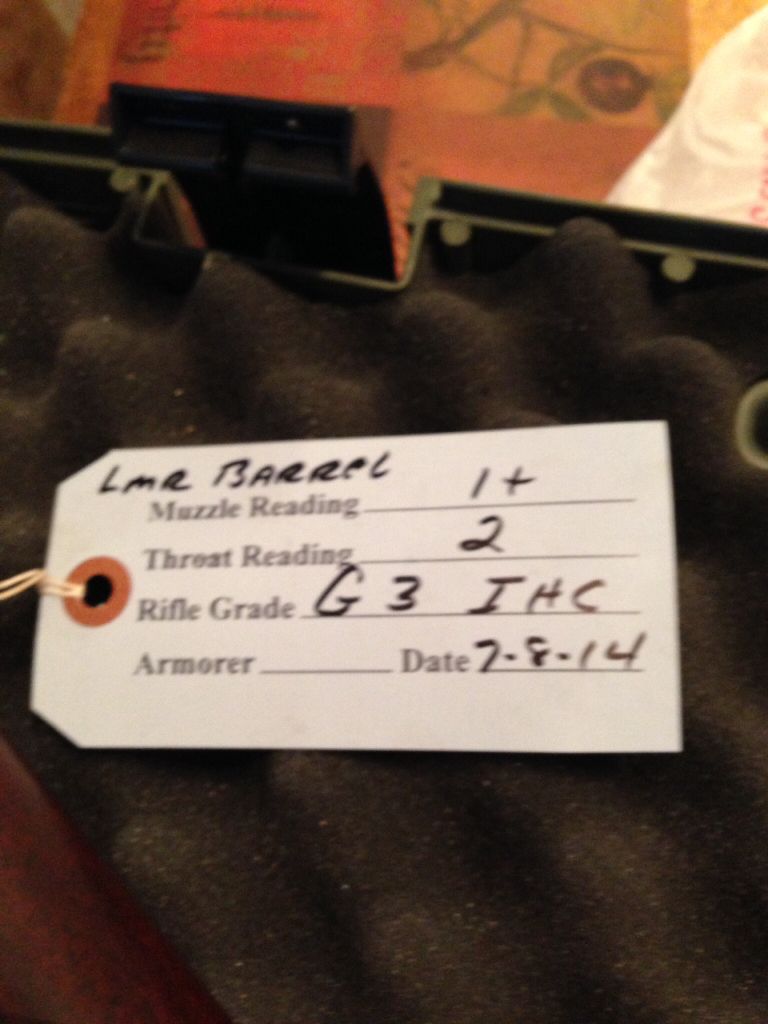 LMR BARREL
Muzzle Reading 1+
Throat Reading 2
Rifle Grade G3 IHC
Armorer Date 7-8-14